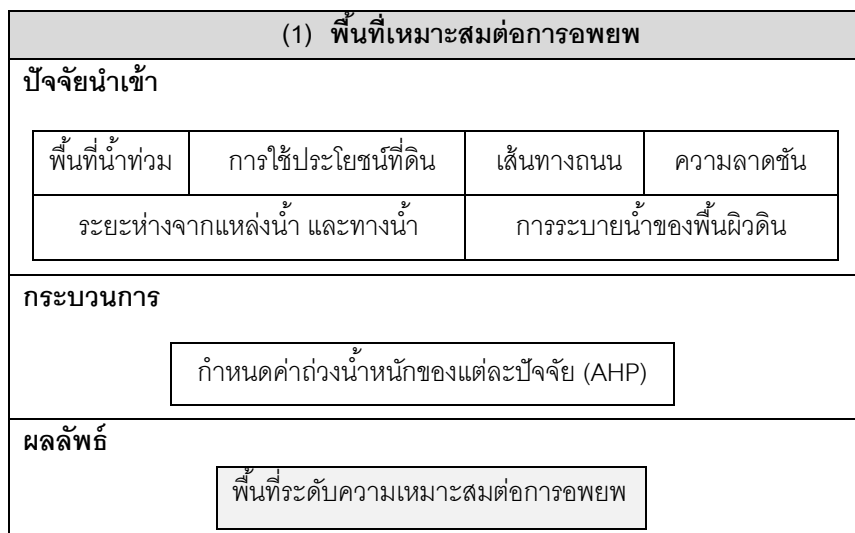 (1) พื้นที่เหมาะสมต่อการอพยพ
ปัจจัยนำเข้า
พื้นที่น้ำท่วม การใช้ประโยชน์ที่ดิน เส้นทางถนน ความลาดชัน
ระยะห่างจากแหล่งน้ำ และทางน้ำ การระบายน้ำของพื้นผิวดิน
กระบวนการ
กำหนดค่าถ่วงน้ำหนักของแต่ละปัจจัย (AHP)
ผลลัพธ์
พื้นที่ระดับความเหมาะสมต่อการอพยพ